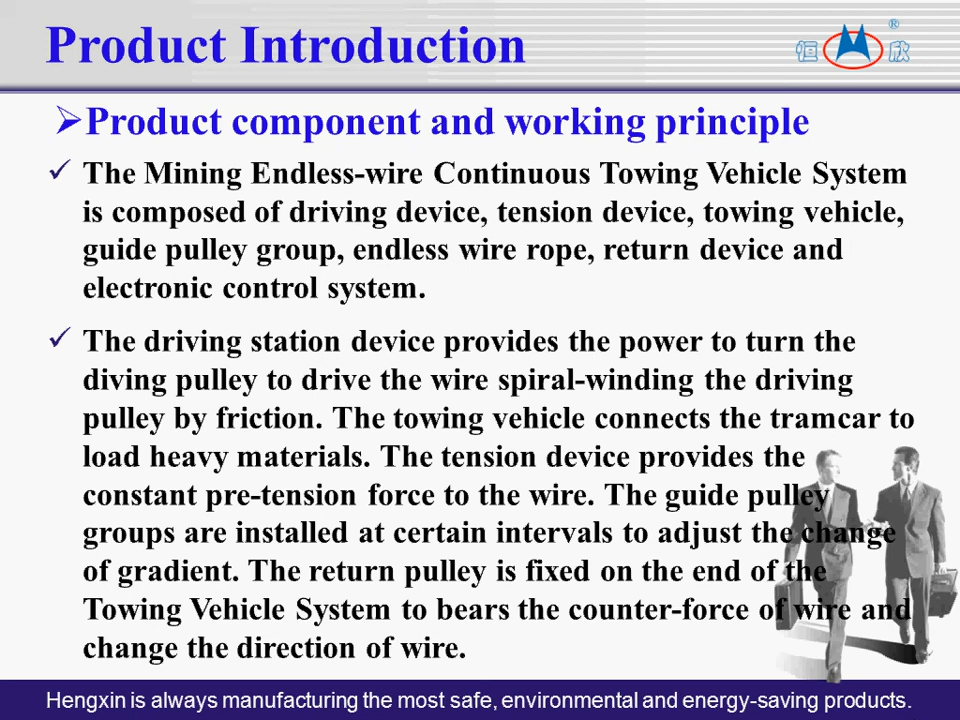 Product Introduction
恒 欣 ®
Product component and working principle
The Mining Endless-wire Continuous Towing Vehicle System
is composed of driving device, tension device, towing vehicle,
guide pulley group, endless wire rope, return device and
electronic control system.
The driving station device provides the power to turn the
diving pulley to drive the wire spiral-winding the driving
pulley by friction. The towing vehicle connects the tramcar to
load heavy materials. The tension device provides the
constant pre-tension force to the wire. The guide pulley
groups are installed at certain intervals to adjust the change
of gradient. The return pulley is fixed on the end of the
Towing Vehicle System to bears the counter-force of wire and
change the direction of wire.
Hengxin is always manufacturing the most safe, environmental and energy-saving products.